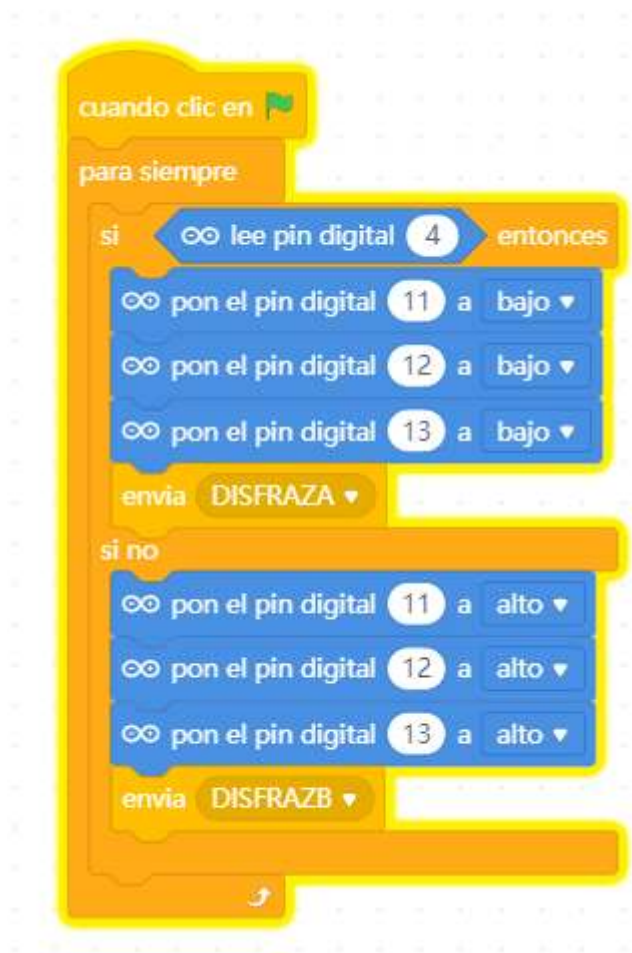 cuando clic en
para siempre
si lee pin digital 4 entonces
pon el pin digital 11 a bajo
pon el pin digital 12 a bajo
pon el pin digital 13 a bajo
envia DISFRAZA
si no
pon el pin digital 11 a alto
pon el pin digital 12 a alto
pon el pin digital 13 a alto
envia DISFRAZB